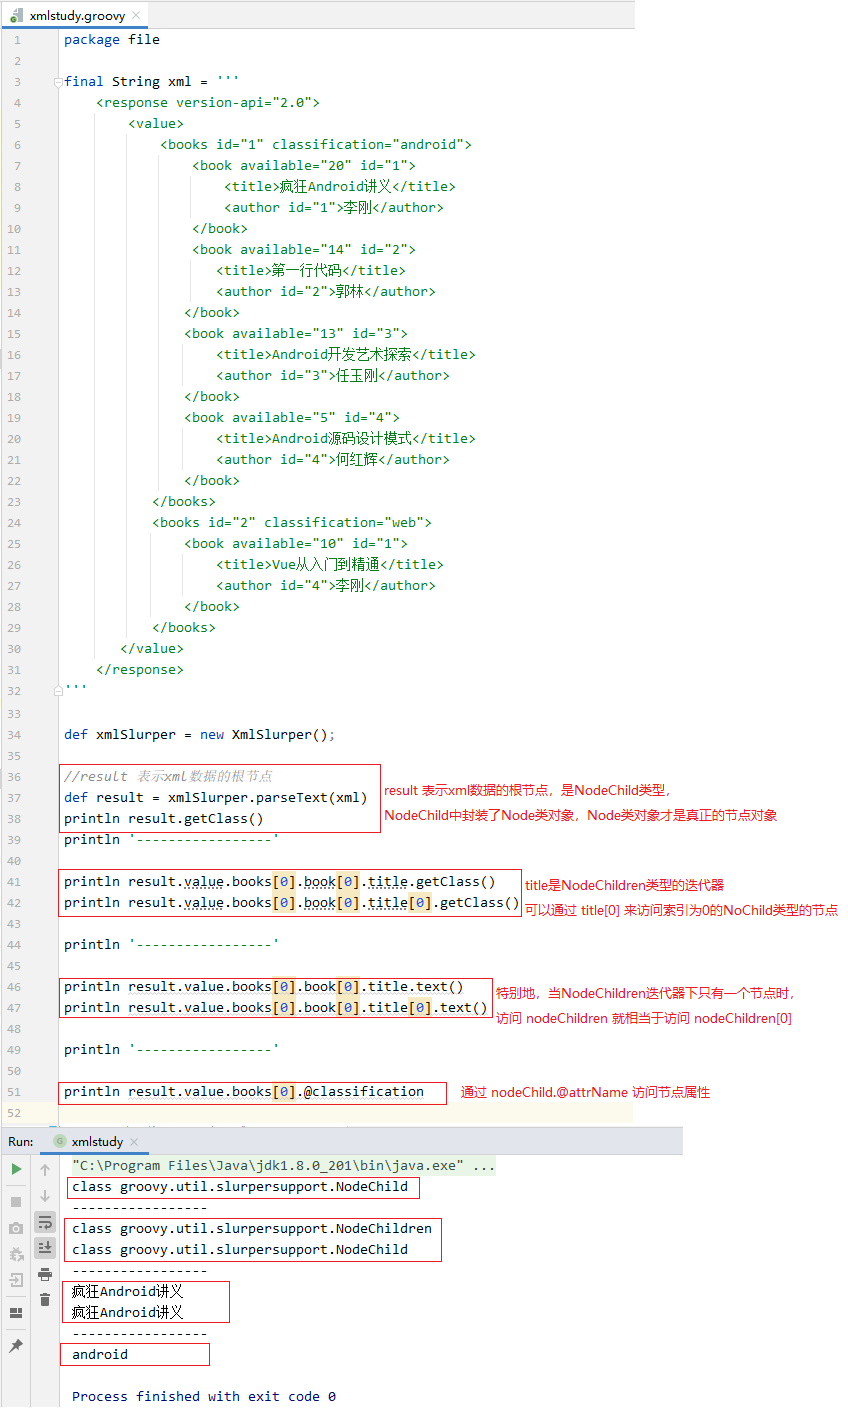 xmlstudy.groovy
1 package file
2
3 final String xml = '''
4 <response version-api="2.0">
5 <value>
6 <books id="1" classification="android">
7 <book available="20" id="1">
8 <title>疯狂Android讲义</title>
9 <author id="1">李刚</author>
10 </book>
11 <book available="14" id="2">
12 <title>第一行代码</title>
13 <author id="2">郭林</author>
14 </book>
15 <book available="13" id="3">
16 <title>Android开发艺术探索</title>
17 <author id="3">任玉刚</author>
18 </book>
19 <book available="5" id="4">
20 <title>Android源码设计模式</title>
21 <author id="4">何红辉</author>
22 </book>
23 </books>
24 <books id="2" classification="web">
25 <book available="10" id="1">
26 <title>Vue从入门到精通</title>
27 <author id="4">李刚</author>
28 </book>
29 </books>
30 </value>
31 </response>
32 '''
33
34 def xmlSlurper = new XmlSlurper();
35
36 //result 表示xml数据的根节点
37 def result = xmlSlurper.parseText(xml)
result 表示xml数据的根节点，是NodeChild类型，
38 println result.getClass()
NodeChild中封装了Node类对象，Node类对象才是真正的节点对象
39 println '-----------------'
40
41 println result.value.books[0].book[0].title.getClass()
title是NodeChildren类型的迭代器
42 println result.value.books[0].book[0].title[0].getClass()
可以通过 title[0] 来访问索引为0的NoChild类型的节点
43
44 println '-----------------'
45
46 println result.value.books[0].book[0].title.text()
特别地，当NodeChildren迭代器下只有一个节点时，
47 println result.value.books[0].book[0].title[0].text()
访问 nodeChildren 就相当于访问 nodeChildren[0]
48
49 println '-----------------'
50
51 println result.value.books[0].@classification
通过 nodeChild.@attrName 访问节点属性
52
Run: xmlstudy
"C:\Program Files\Java\jdk1.8.0_201\bin\java.exe" ...
class groovy.util.slurpersupport.NodeChild
-----------------
class groovy.util.slurpersupport.NodeChildren
class groovy.util.slurpersupport.NodeChild
-----------------
疯狂Android讲义
疯狂Android讲义
-----------------
android
Process finished with exit code 0